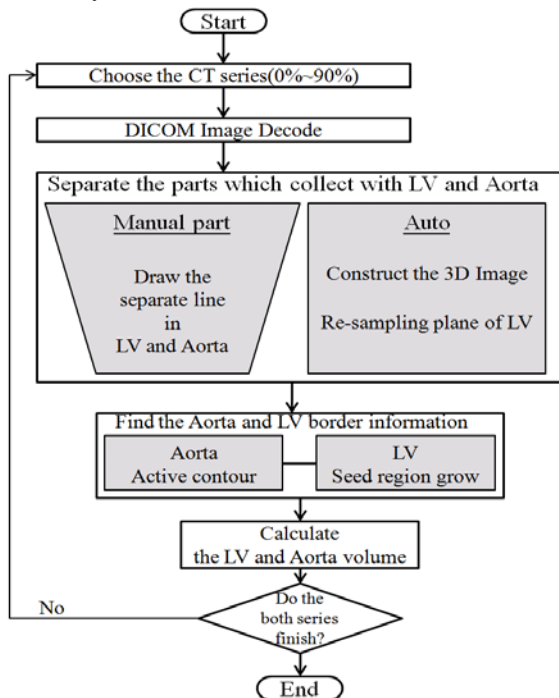 Start
Choose the CT series(0%~90%)
DICOM Image Decode
Separate the parts which collect with LV and Aorta
Manual part
Draw the
separate line
in
LV and Aorta
Auto
Construct the 3D Image
Re-sampling plane of LV
Find the Aorta and LV border information
Aorta
Active contour
LV
Seed region grow
Calculate
the LV and Aorta volume
Do the
both series
finish?
No
End